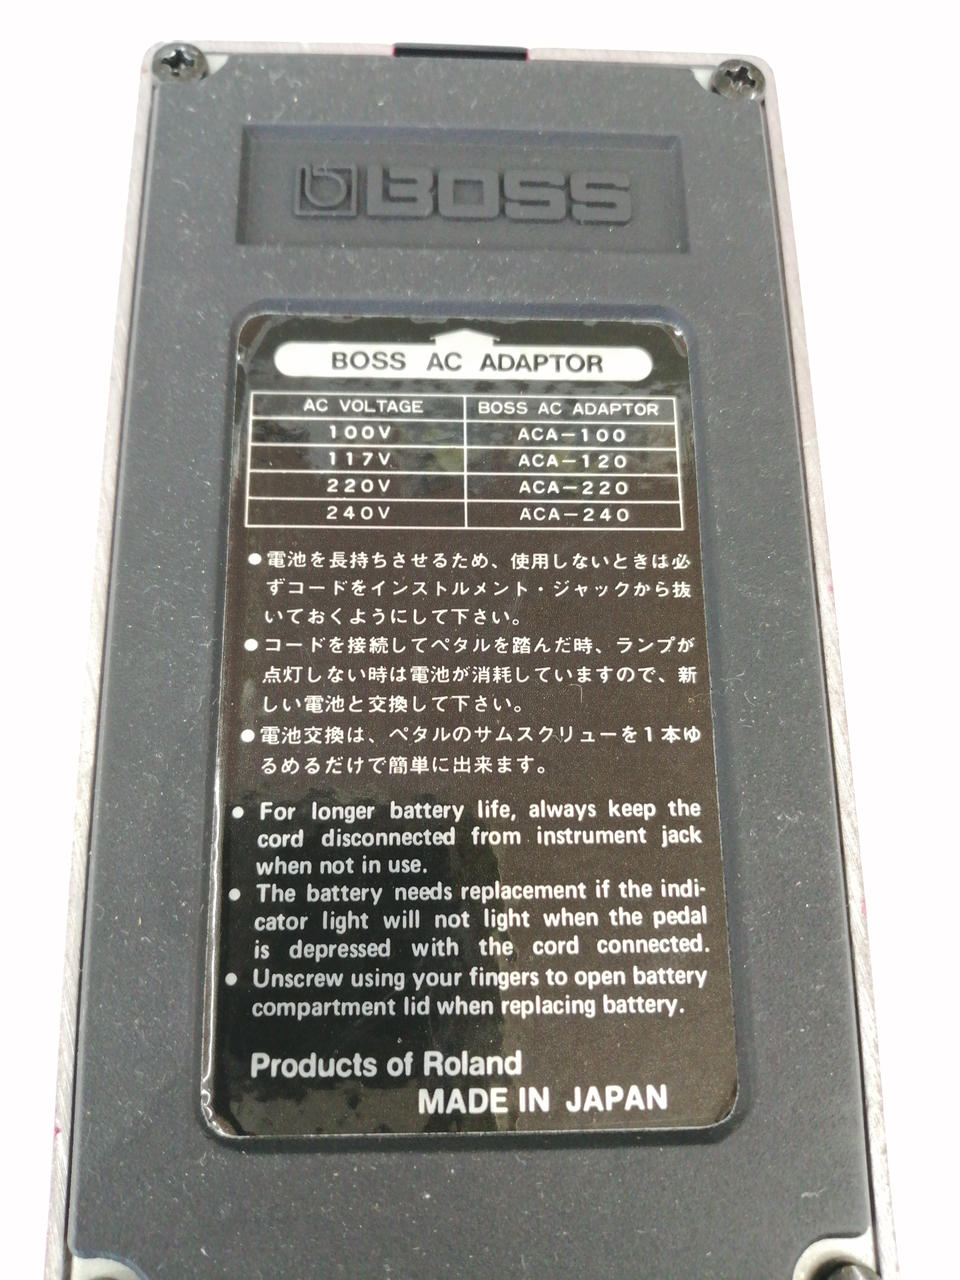 BOSS
BOSS AC ADAPTOR
AC VOLTAGE BOSS AC ADAPTOR
100V ACA-100
117V ACA-120
220V ACA-220
240V ACA-240
●電池を長持ちさせるため、使用しないときは必
ずコードをインストルメント・ジャックから抜
いておくようにして下さい。
●コードを接続してペタルを踏んだ時、ランプが
点灯しない時は電池が消耗していますので、新
しい電池と交換して下さい。
●電池交換は、ペタルのサムスクリューを1本ゆ
るめるだけで簡単に出来ます。
● For longer battery life, always keep the
cord disconnected from instrument jack
when not in use.
● The battery needs replacement if the indi-
cator light will not light when the pedal
is depressed with the cord connected.
● Unscrew using your fingers to open battery
compartment lid when replacing battery.
Products of Roland
MADE IN JAPAN